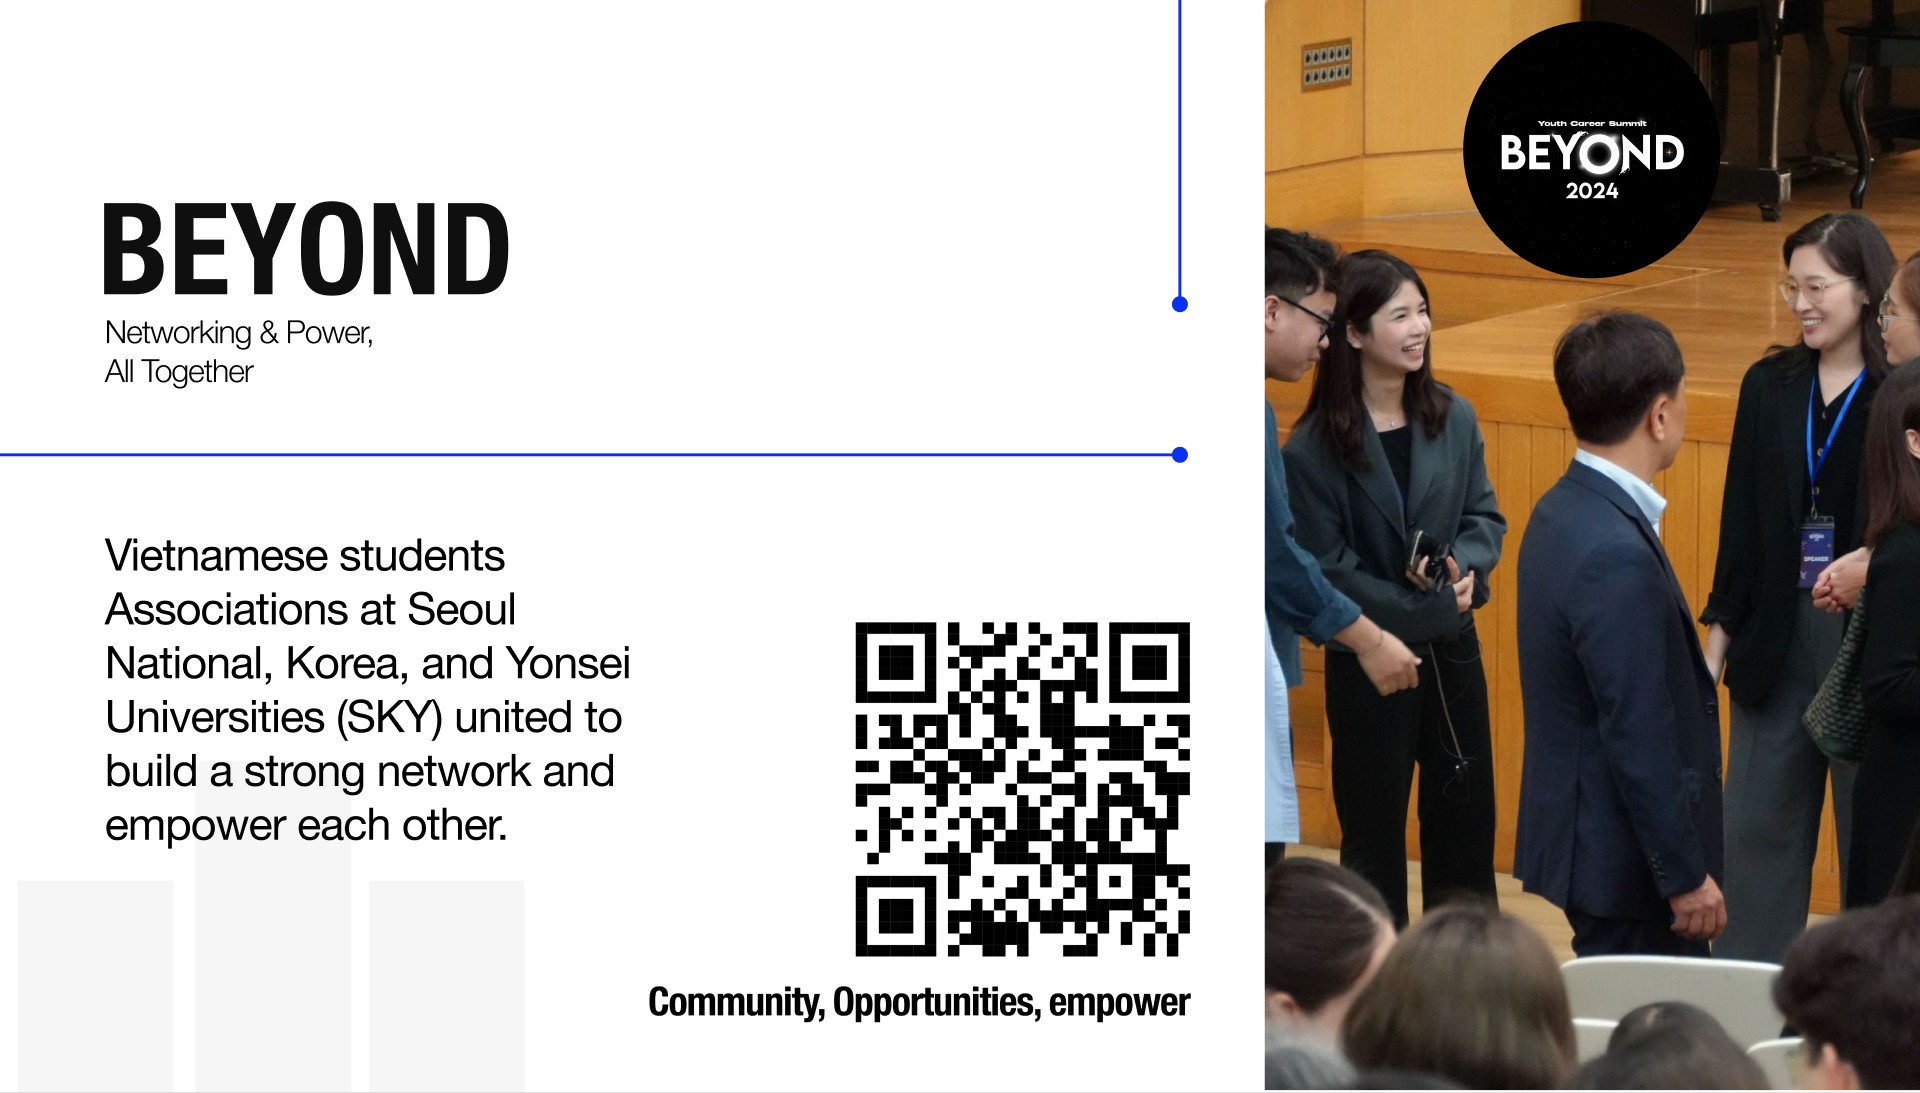 BEYOND
Networking & Power,
All Together
Vietnamese students
Associations at Seoul
National, Korea, and Yonsei
Universities (SKY) united to
build a strong network and
empower each other.
Community, Opportunities, empower
Youth Career Summit
BEYOND
2024
SPEAKER